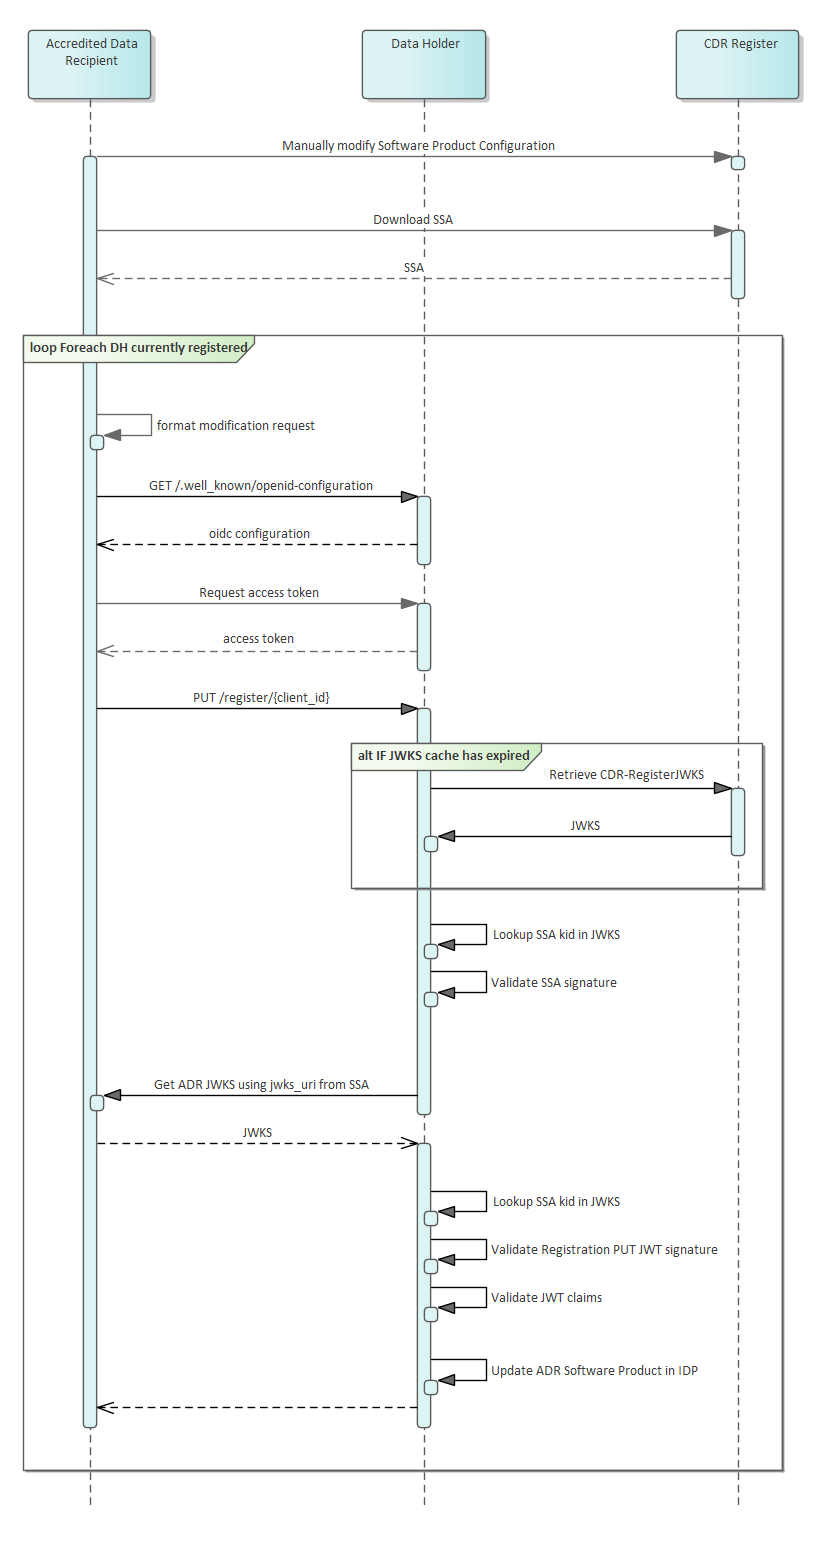 Accredited Data
Recipient
Data Holder
CDR Register
Manually modify Software Product Configuration
Download SSA
SSA
loop Foreach DH currently registered
format modification request
GET /.well_known/openid-configuration
oidc configuration
Request access token
access token
PUT /register/{client_id}
alt IF JWKS cache has expired
Retrieve CDR-RegisterJWKS
JWKS
Lookup SSA kid in JWKS
Validate SSA signature
Get ADR JWKS using jwks_uri from SSA
JWKS
Lookup SSA kid in JWKS
Validate Registration PUT JWT signature
Validate JWT claims
Update ADR Software Product in IDP